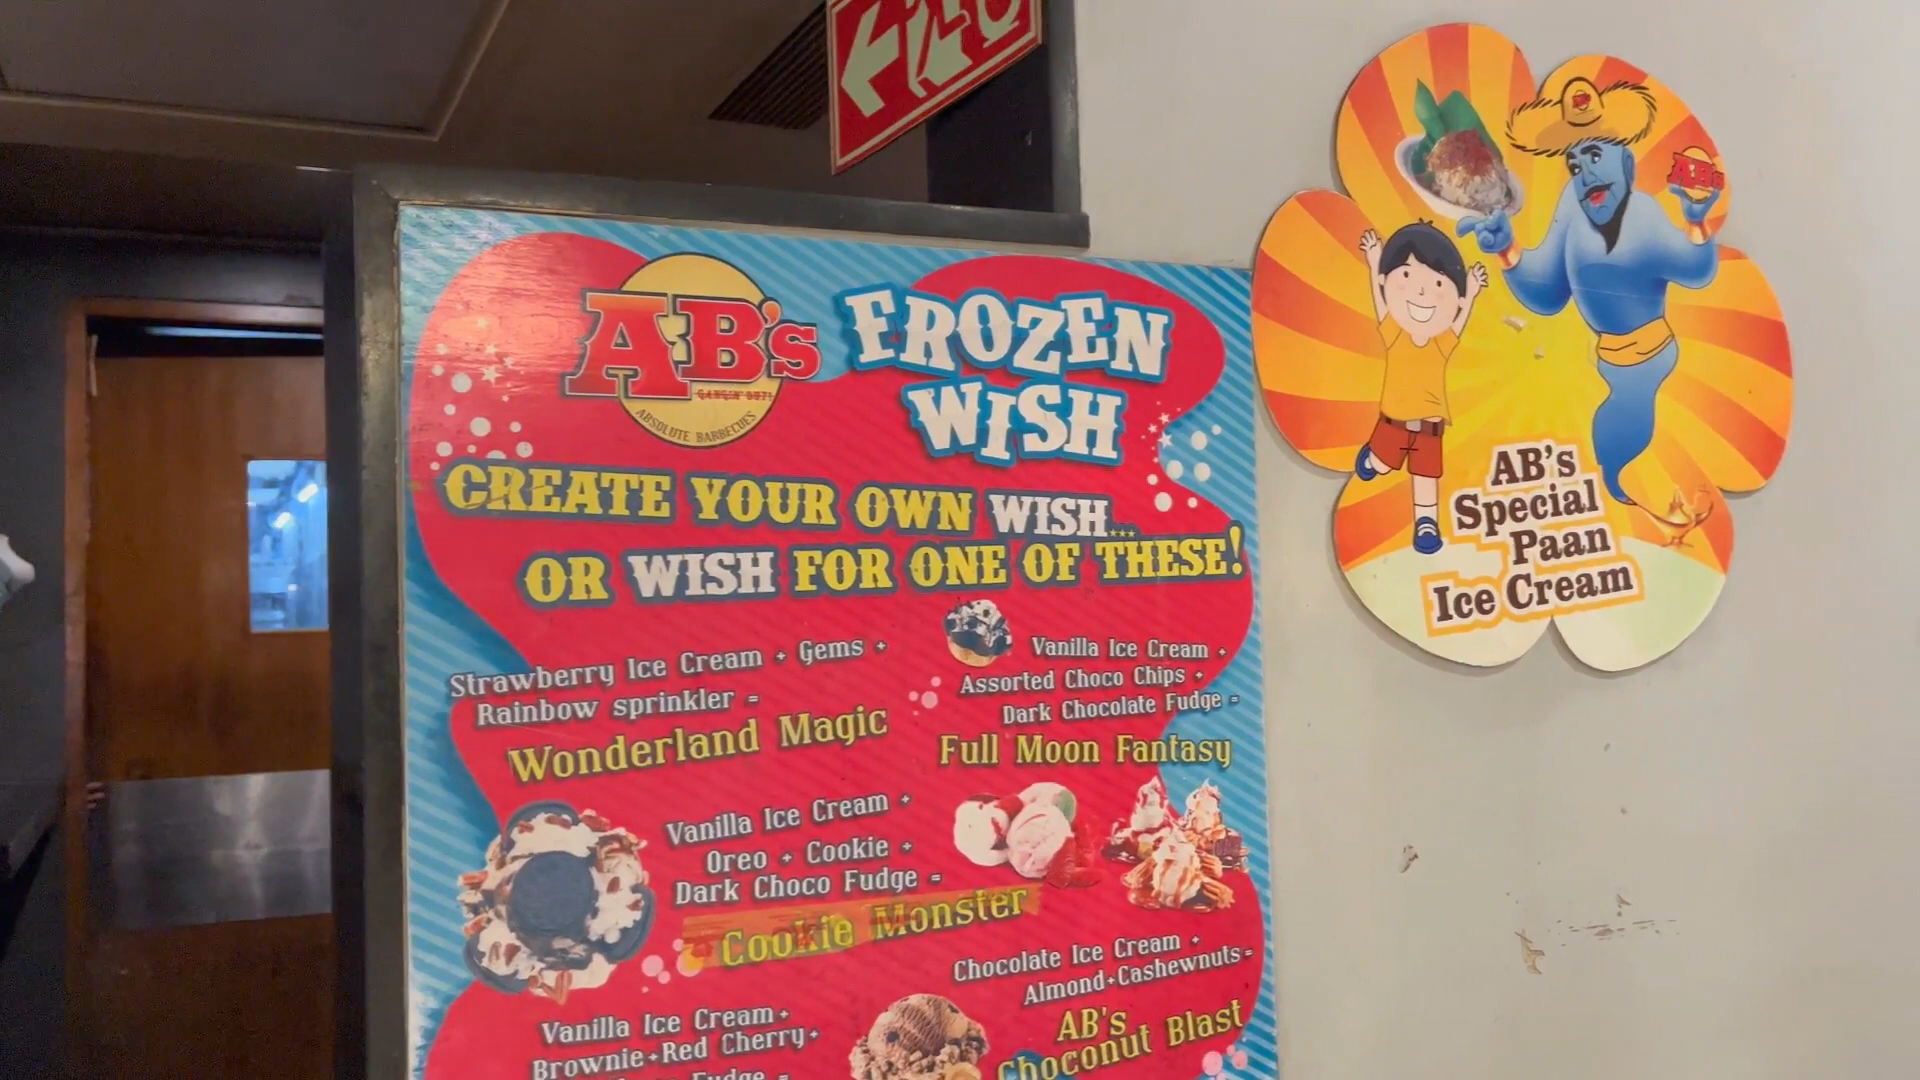 AB's
GANGIN' OUT!
ABSOLUTE BARBECUES
FROZEN
WISH
CREATE YOUR OWN WISH...
OR WISH FOR ONE OF THESE!
Strawberry Ice Cream + Gems +
Rainbow sprinkler =
Wonderland Magic
Vanilla Ice Cream +
Assorted Choco Chips +
Dark Chocolate Fudge =
Full Moon Fantasy
Vanilla Ice Cream +
Oreo + Cookie +
Dark Choco Fudge =
Cookie Monster
Chocolate Ice Cream +
Almond+Cashewnuts=
AB's
Choconut Blast
Vanilla Ice Cream+
Brownie+Red Cherry+
Fudge =
AB's
AB's
Special
Paan
Ice Cream